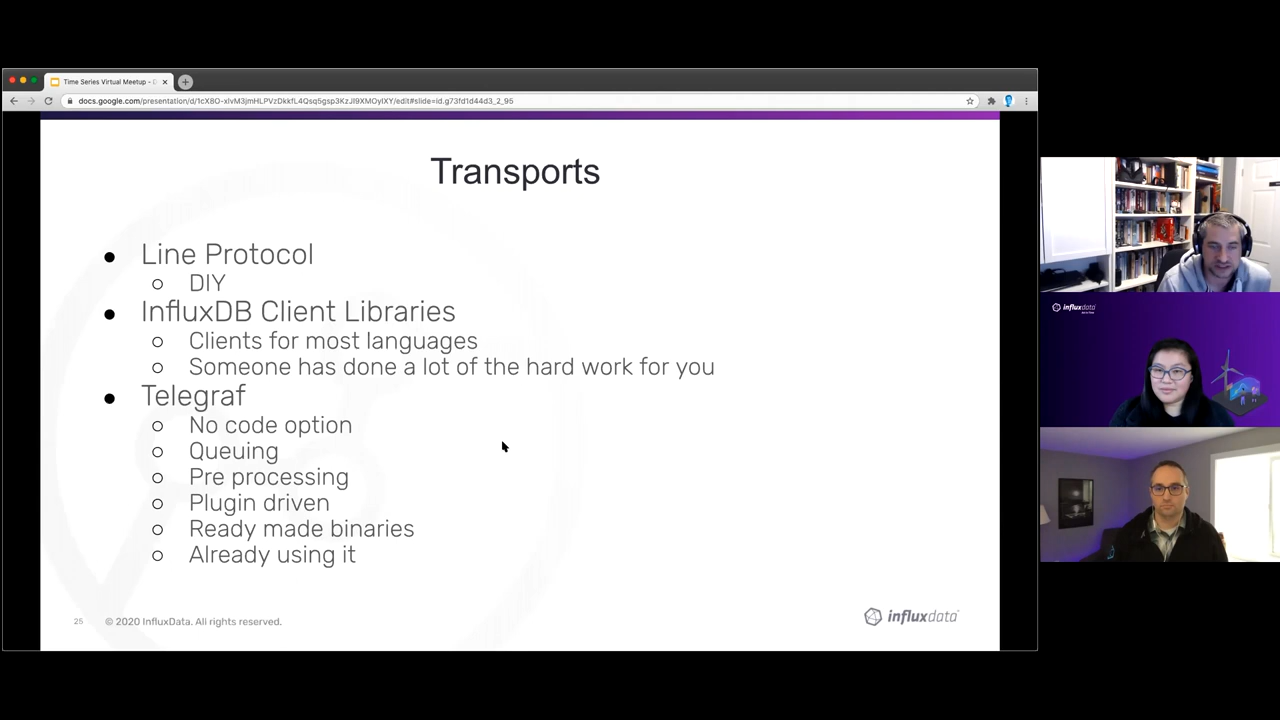 Time Series Virtual Meetup -
docs.google.com/presentation/d/1cX8O-xlvM3jmHLPVzDkkfL4Qsq5gsp3KzJI9XMOyIXY/edit#slide=id.g73fd1d44d3_2_95
Transports
● Line Protocol
○ DIY
● InfluxDB Client Libraries
○ Clients for most languages
○ Someone has done a lot of the hard work for you
● Telegraf
○ No code option
○ Queuing
○ Pre processing
○ Plugin driven
○ Ready made binaries
○ Already using it
25 © 2020 InfluxData. All rights reserved.
influxdata
influxdata